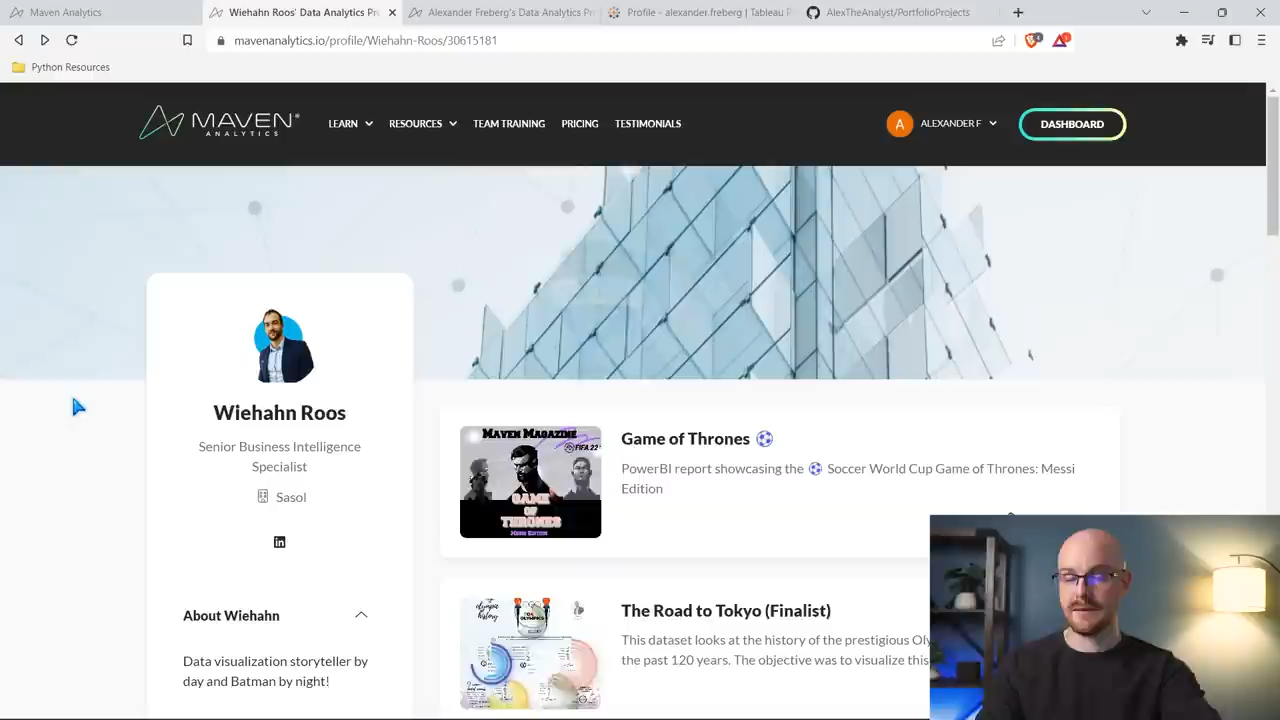 Maven Analytics
Wiehahn Roos' Data Analytics Pr
Alexander Freberg's Data Analytics Pr
Profile - alexander.freberg | Tableau P
AlexTheAnalyst/PortfolioProjects
mavenanalytics.io/profile/Wiehahn-Roos/30615181
Python Resources
MAVEN
ANALYTICS
LEARN
RESOURCES
TEAM TRAINING
PRICING
TESTIMONIALS
A
ALEXANDER F
DASHBOARD
Wiehahn Roos
Senior Business Intelligence
Specialist
Sasol
in
About Wiehahn
Data visualization storyteller by
day and Batman by night!
MAVEN MAGAZINE
FIFA 22
GAME
OF
THRONES
MESSI EDITION
Game of Thrones
PowerBI report showcasing the Soccer World Cup Game of Thrones: Messi
Edition
The Road to Tokyo (Finalist)
This dataset looks at the history of the prestigious Oly
the past 120 years. The objective was to visualize this